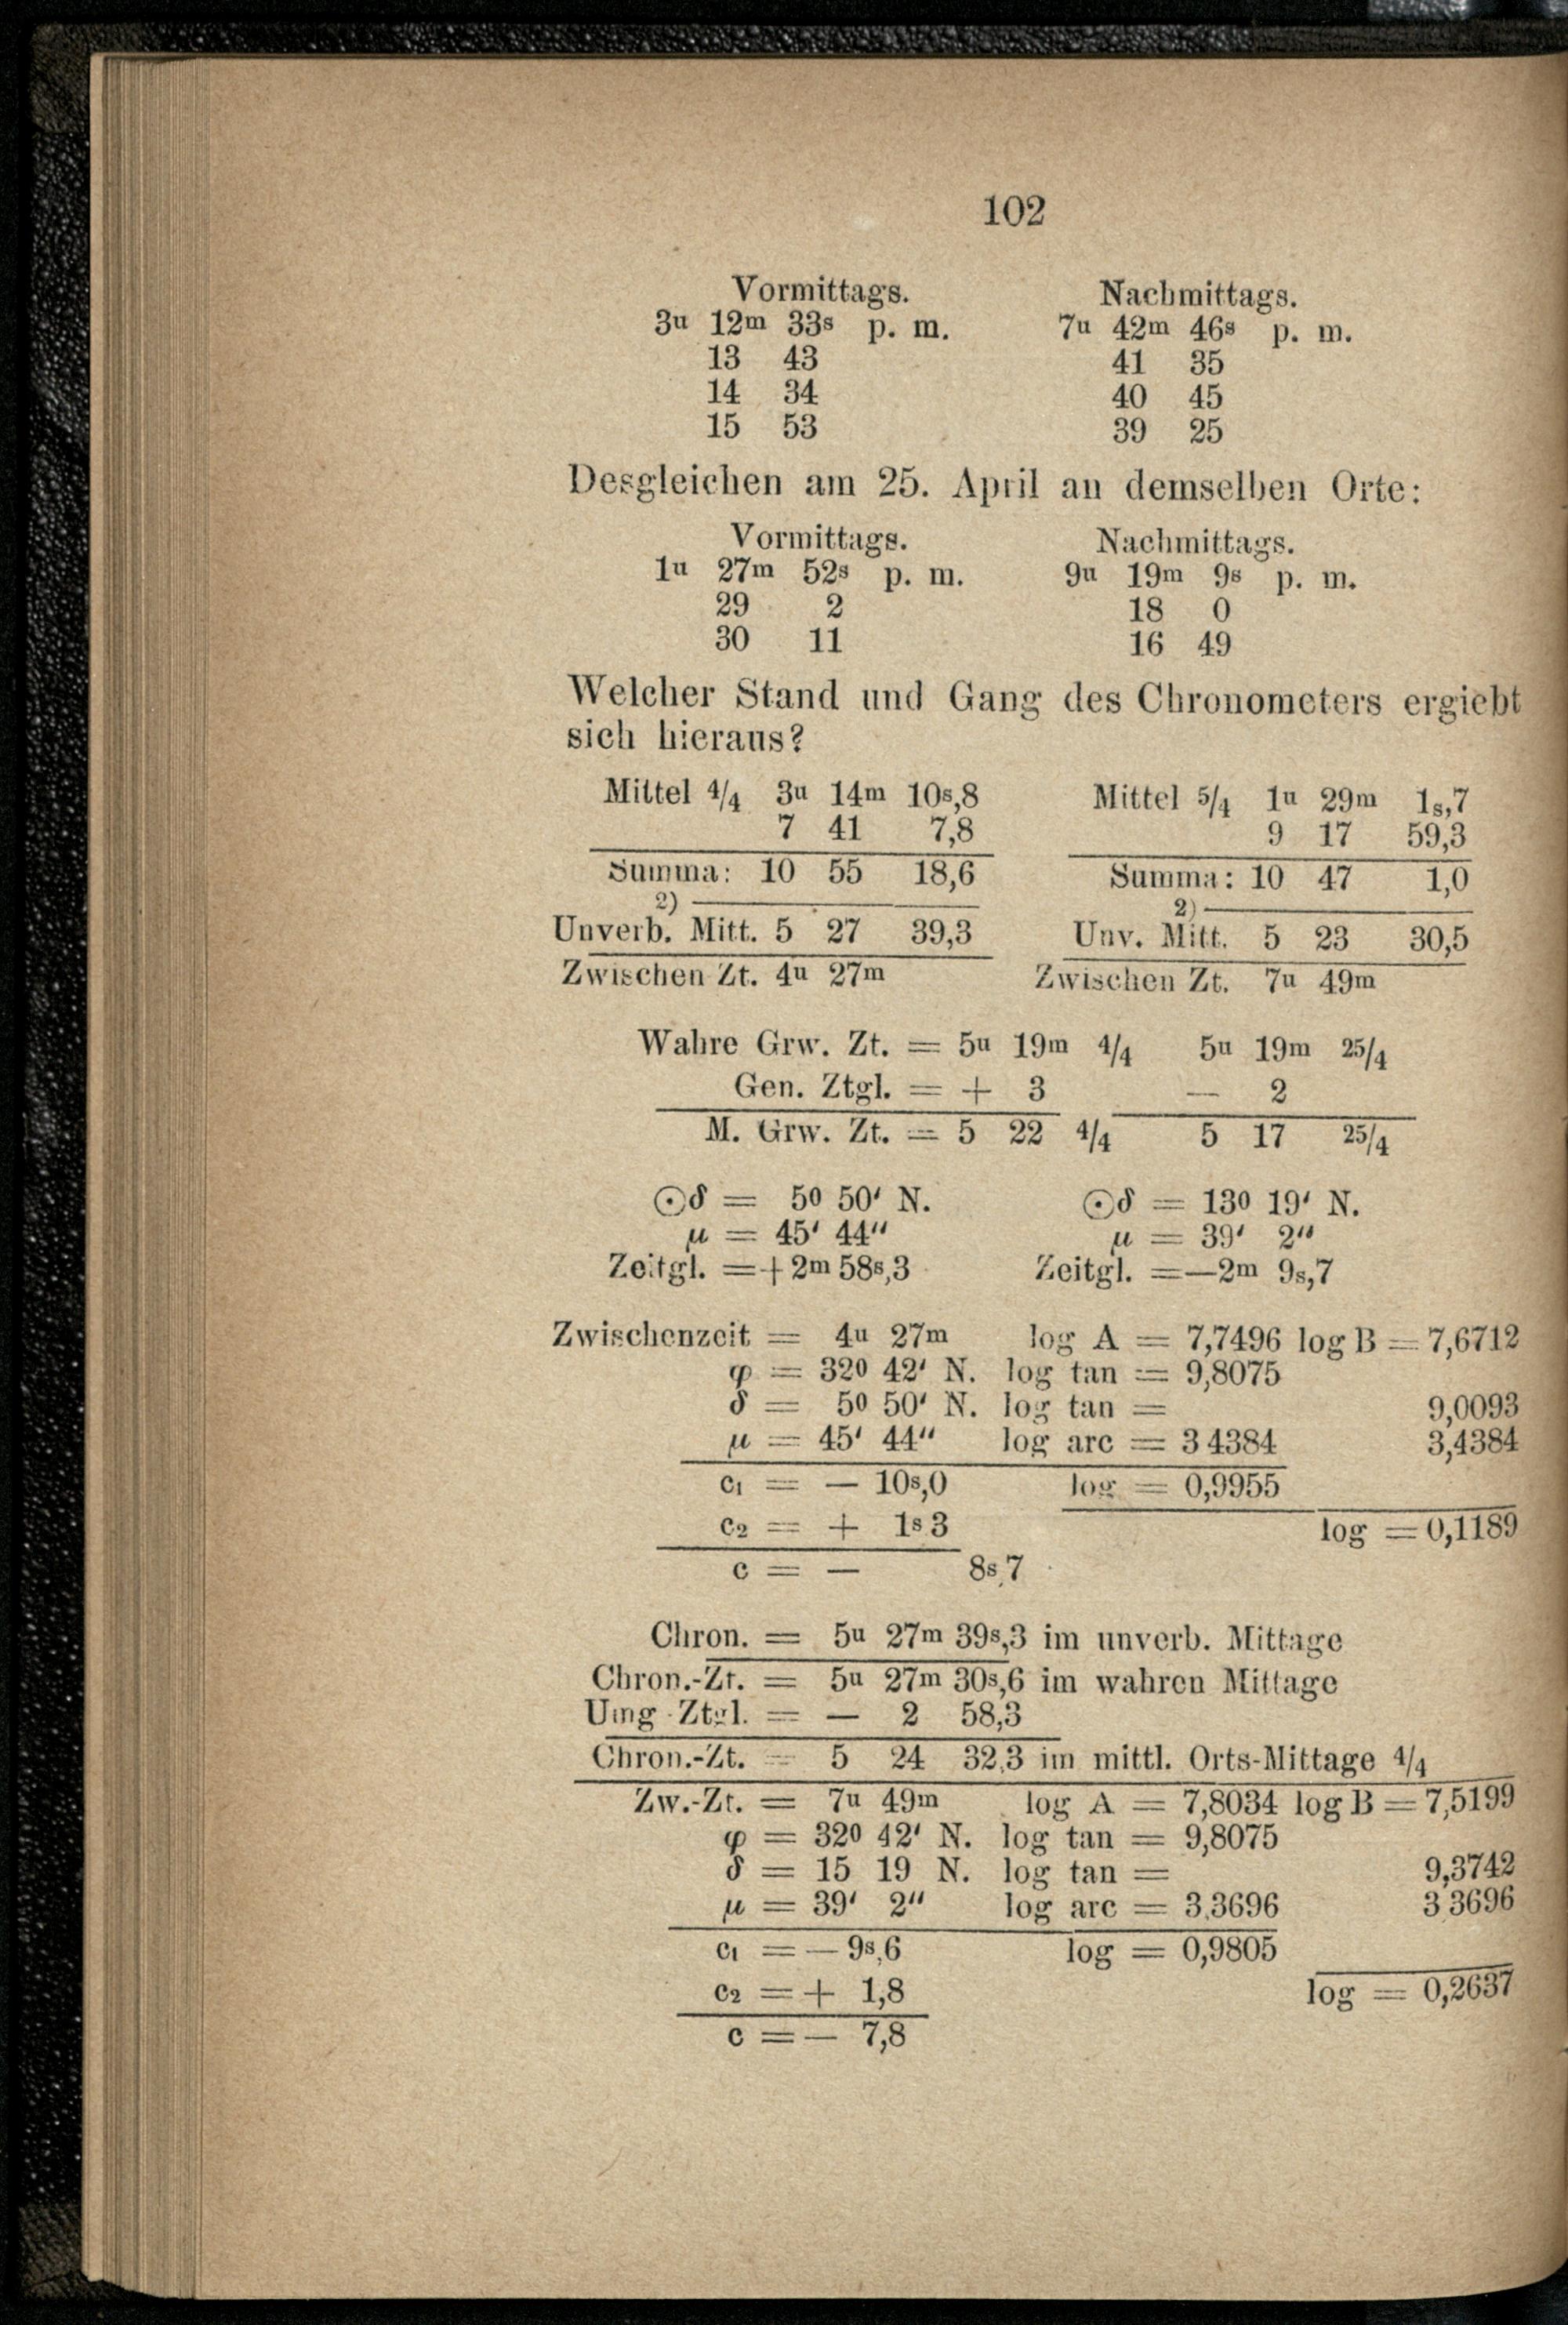 102
Vormittags. Nachmittags.
3u 12m 33s p. m. 7u 42m 46s p. m.
13 43 41 35
14 34 40 45
15 53 39 25
Desgleichen am 25. April an demselben Orte:
Vormittags. Nachmittags.
1u 27m 52s p. m. 9u 19m 9s p. m.
29 2 18 0
30 11 16 49
Welcher Stand und Gang des Chronometers ergiebt
sich hieraus?
Mittel 4/4 3u 14m 10s,8 Mittel 5/4 1u 29m 1s,7
7 41 7,8 9 17 59,3
Summa: 10 55 18,6 Summa: 10 47 1,0
2) 2)
Unverb. Mitt. 5 27 39,3 Unv. Mitt. 5 23 30,5
Zwischen Zt. 4u 27m Zwischen Zt. 7u 49m
Wahre Grw. Zt. = 5u 19m 4/4 5u 19m 25/4
Gen. Ztgl. = + 3 — 2
M. Grw. Zt. = 5 22 4/4 5 17 25/4
☉δ = 50 50' N. ☉δ = 130 19' N.
μ = 45' 44" μ = 39' 2"
Zeitgl. = + 2m 58s,3 Zeitgl. = — 2m 9s,7
Zwischenzeit = 4u 27m log A = 7,7496 log B = 7,6712
φ = 320 42' N. log tan = 9,8075
δ = 50 50' N. log tan = 9,0093
μ = 45' 44" log arc = 3 4384 3,4384
c1 = — 10s,0 log = 0,9955
c2 = + 1s 3 log = 0,1189
c = — 8s,7
Chron. = 5u 27m 39s,3 im unverb. Mittage
Chron.-Zt. = 5u 27m 30s,6 im wahren Mittage
Umg Ztgl. = — 2 58,3
Chron.-Zt. = 5 24 32,3 im mittl. Orts-Mittage 4/4
Zw.-Zt. = 7u 49m log A = 7,8034 log B = 7,5199
φ = 320 42' N. log tan = 9,8075
δ = 15 19 N. log tan = 9,3742
μ = 39' 2" log arc = 3,3696 3 3696
c1 = — 9s,6 log = 0,9805
c2 = + 1,8 log = 0,2637
c = — 7,8